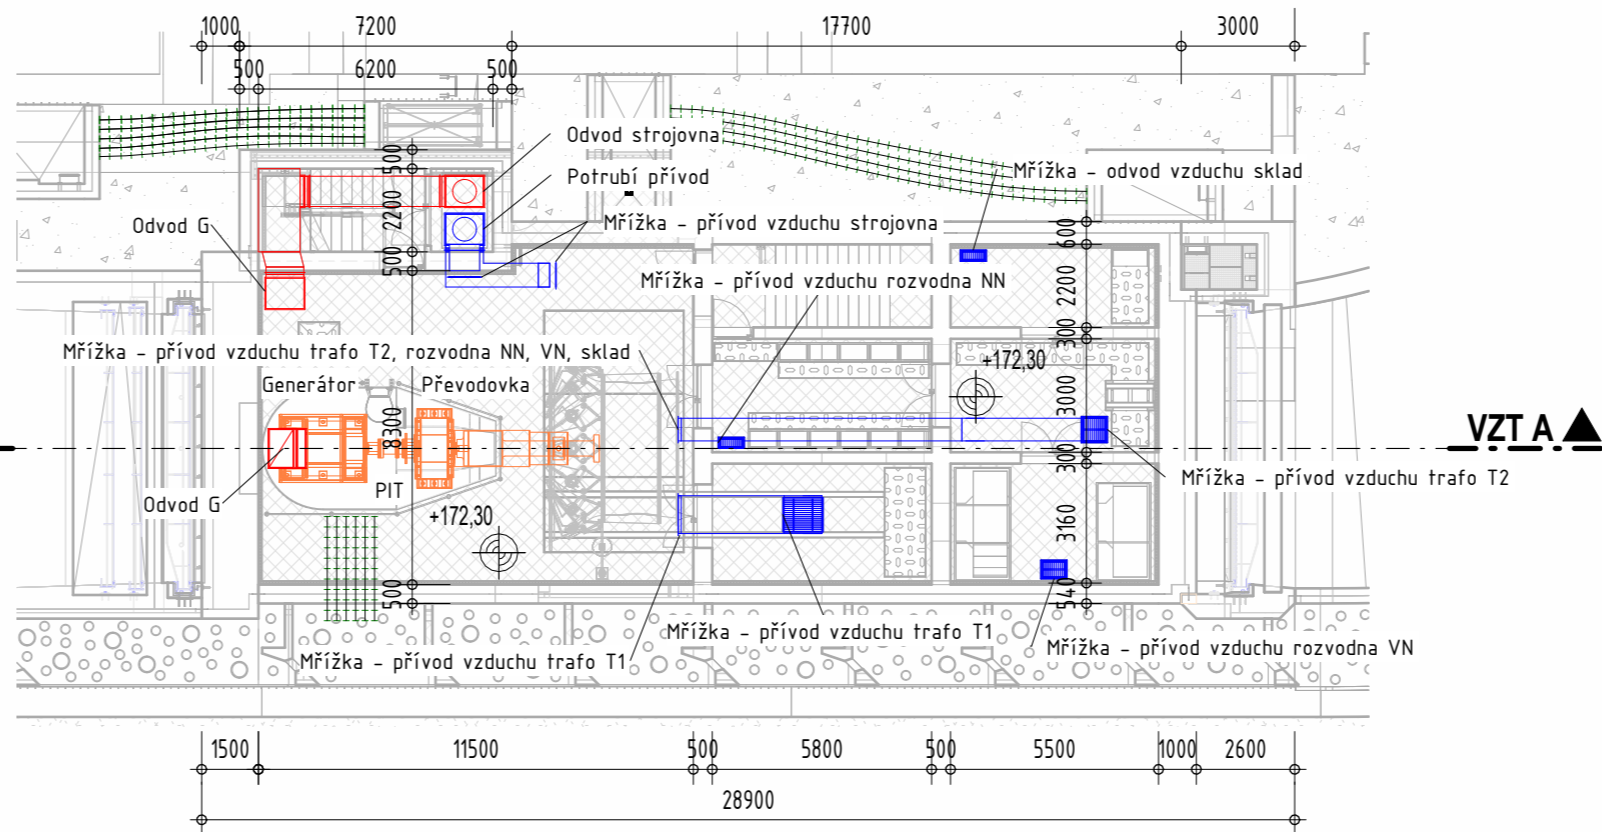 1000 7200 17700 3000
500 6200 500
Odvod strojovna
500
Mřížka - odvod vzduchu sklad
Potrubí přívod
2200
Odvod G
Mřížka - přívod vzduchu strojovna
600
500
Mřížka - přívod vzduchu rozvodna NN
2200
300
Mřížka - přívod vzduchu trafo T2, rozvodna NN, VN, sklad
+172,30
Generátor
Převodovka
3000
8300
VZT A
300
Mřížka - přívod vzduchu trafo T2
PIT
Odvod G
+172,30
3160
500
540
Mřížka - přívod vzduchu trafo T1
Mřížka - přívod vzduchu rozvodna VN
Mřížka - přívod vzduchu trafo T1
1500 11500 500 5800 500 5500 1000 2600
28900